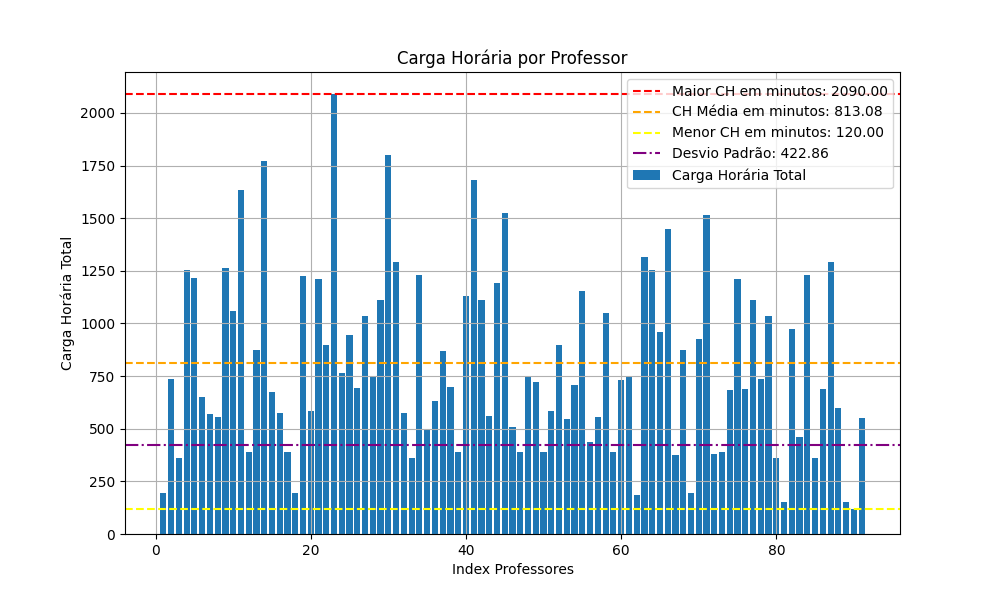 Carga Horária por Professor
Maior CH em minutos: 2090.00
CH Média em minutos: 813.08
Menor CH em minutos: 120.00
Desvio Padrão: 422.86
Carga Horária Total
Carga Horária Total
2000
1750
1500
1250
1000
750
500
250
0
0 20 40 60 80
Index Professores